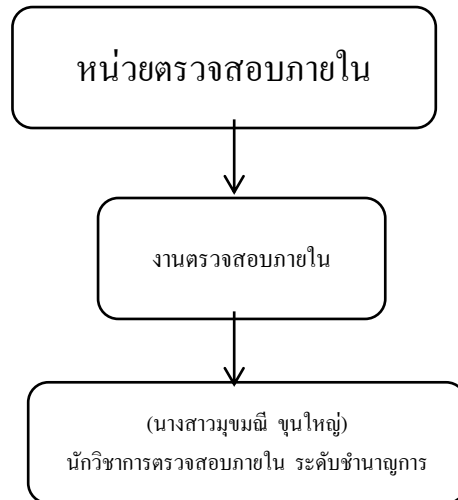 หน่วยตรวจสอบภายใน
งานตรวจสอบภายใน
(นางสาวมุขมณี ขุนใหญ่)
นักวิชาการตรวจสอบภายใน ระดับชำนาญการ